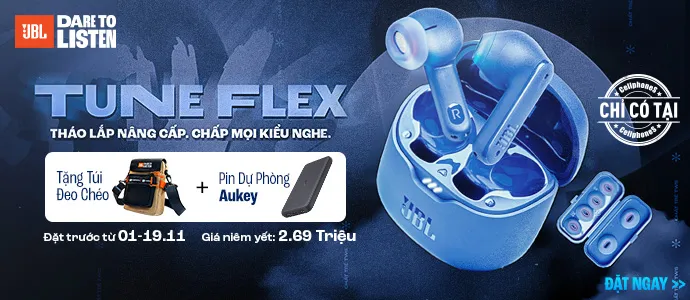 JBL
DARE TO
LISTEN
TUNE FLEX
THÁO LẮP NÂNG CẤP. CHẤP MỌI KIỂU NGHE.
Tặng Túi
Đeo Chéo
+
Pin Dự Phòng
Aukey
Đặt trước từ 01-19.11 Giá niêm yết: 2.69 Triệu
R
JBL
CellphoneS
CHỈ CÓ TẠI
CellphoneS
ĐẶT NGAY >>